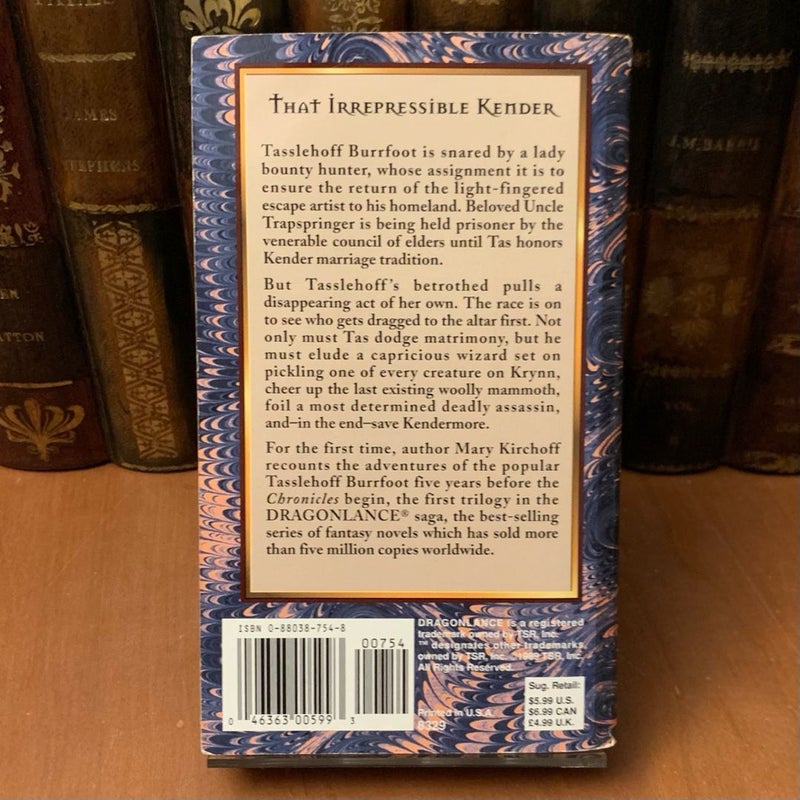 JAMES
STEPHENS
J.M. BARRIE
THAT IRREPRESSIBLE KENDER
Tasslehoff Burrfoot is snared by a lady
bounty hunter, whose assignment it is to
ensure the return of the light-fingered
escape artist to his homeland. Beloved Uncle
Trapspringer is being held prisoner by the
venerable council of elders until Tas honors
Kender marriage tradition.
But Tasslehoff's betrothed pulls a
disappearing act of her own. The race is on
to see who gets dragged to the altar first. Not
only must Tas dodge matrimony, but he
must elude a capricious wizard set on
pickling one of every creature on Krynn,
cheer up the last existing woolly mammoth,
foil a most determined deadly assassin,
and–in the end–save Kendermore.
For the first time, author Mary Kirchoff
recounts the adventures of the popular
Tasslehoff Burrfoot five years before the
Chronicles begin, the first trilogy in the
DRAGONLANCE® saga, the best-selling
series of fantasy novels which has sold more
than five million copies worldwide.
ISBN 0-88038-754-8
00754
0 46363 00599 3
DRAGONLANCE is a registered
trademark owned by TSR, Inc.
™ designates other trademarks
owned by TSR, Inc. ©1989 TSR, Inc.
All Rights Reserved.
Printed in U.S.A.
8329
Sug. Retail:
$5.99 U.S.
$6.99 CAN
£4.99 U.K.